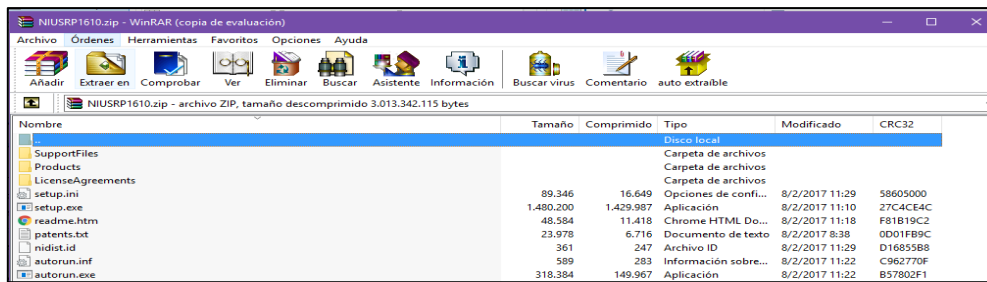 NIUSRP1610.zip - WinRAR (copia de evaluación)
Archivo Órdenes Herramientas Favoritos Opciones Ayuda
Añadir Extraer en Comprobar Ver Eliminar Buscar Asistente Información Buscar virus Comentario auto extraíble
NIUSRP1610.zip - archivo ZIP, tamaño descomprimido 3.013.342.115 bytes
Nombre Tamaño Comprimido Tipo Modificado CRC32
.. Disco local
SupportFiles Carpeta de archivos
Products Carpeta de archivos
LicenseAgreements Carpeta de archivos
setup.ini 89.346 16.649 Opciones de confi... 8/2/2017 11:29 58605000
setup.exe 1.480.200 1.429.987 Aplicación 8/2/2017 11:10 27C4CE4C
readme.htm 48.584 11.418 Chrome HTML Do... 8/2/2017 11:18 F81B19C2
patents.txt 23.978 6.716 Documento de texto 8/2/2017 8:38 0D01FB9C
nidist.id 361 247 Archivo ID 8/2/2017 11:29 D16855B8
autorun.inf 589 283 Información sobre... 8/2/2017 11:22 C962770F
autorun.exe 318.384 149.967 Aplicación 8/2/2017 11:22 B57802F1